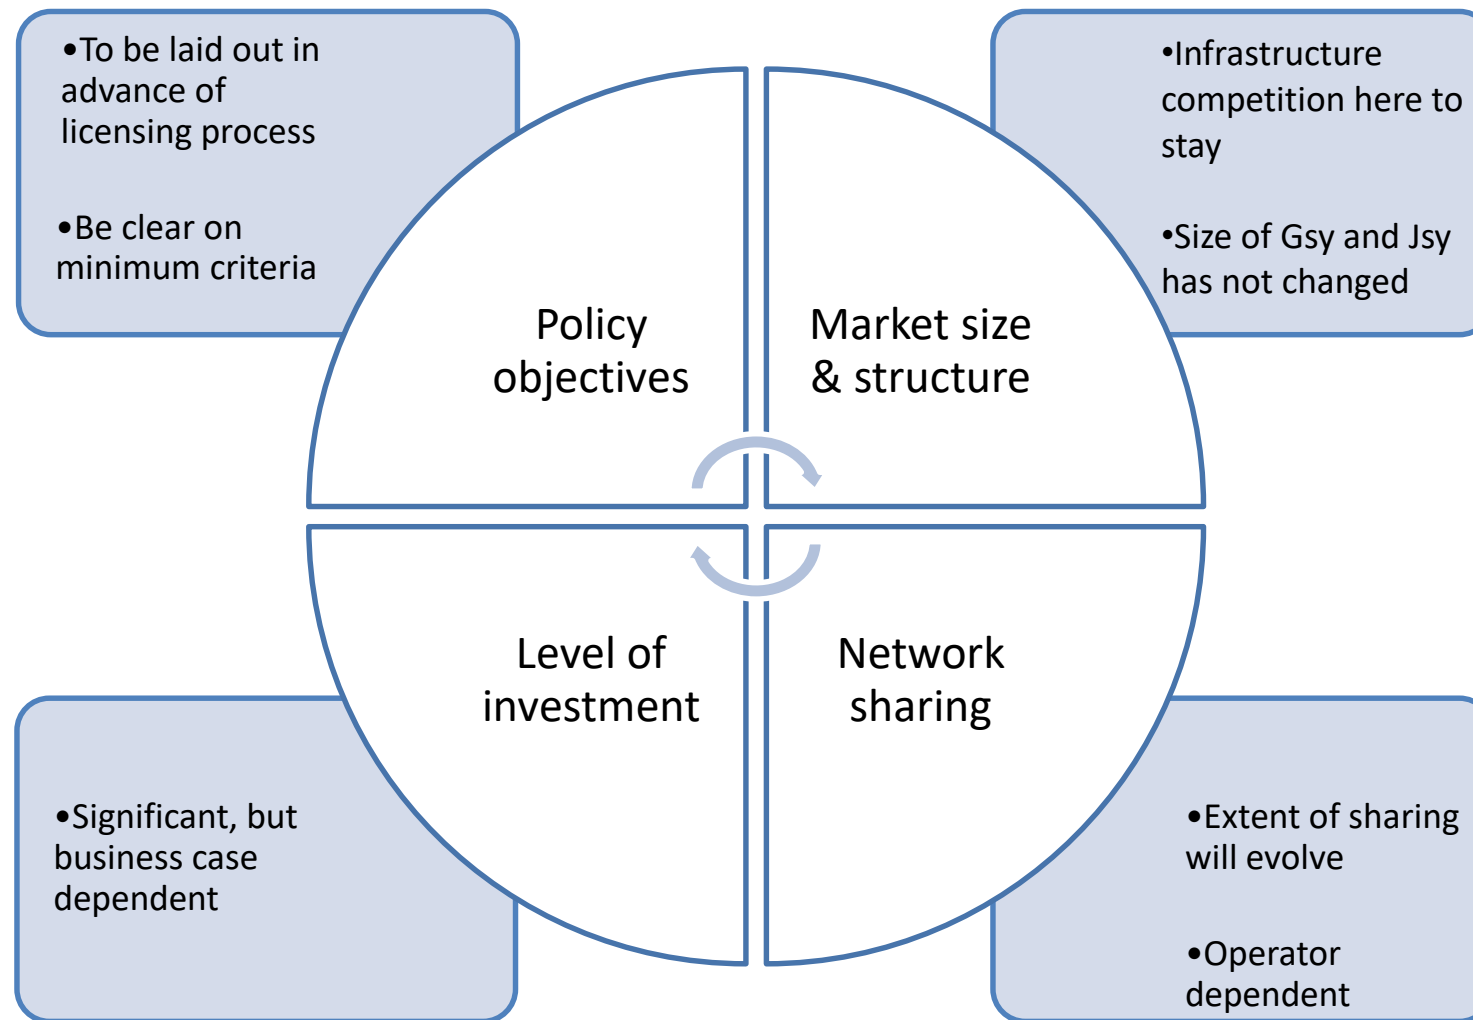 •To be laid out in
advance of
licensing process
•Be clear on
minimum criteria
•Infrastructure
competition here to
stay
•Size of Gsy and Jsy
has not changed
Policy
objectives
Market size
& structure
Level of
investment
Network
sharing
•Significant, but
business case
dependent
•Extent of sharing
will evolve
•Operator
dependent